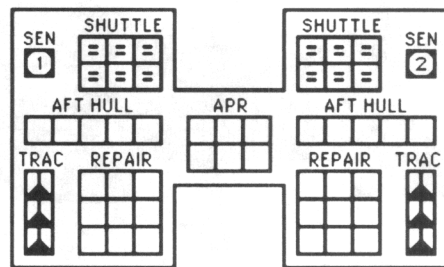 SHUTTLE SHUTTLE
SEN SEN
1 2
AFT HULL APR AFT HULL
TRAC REPAIR REPAIR TRAC